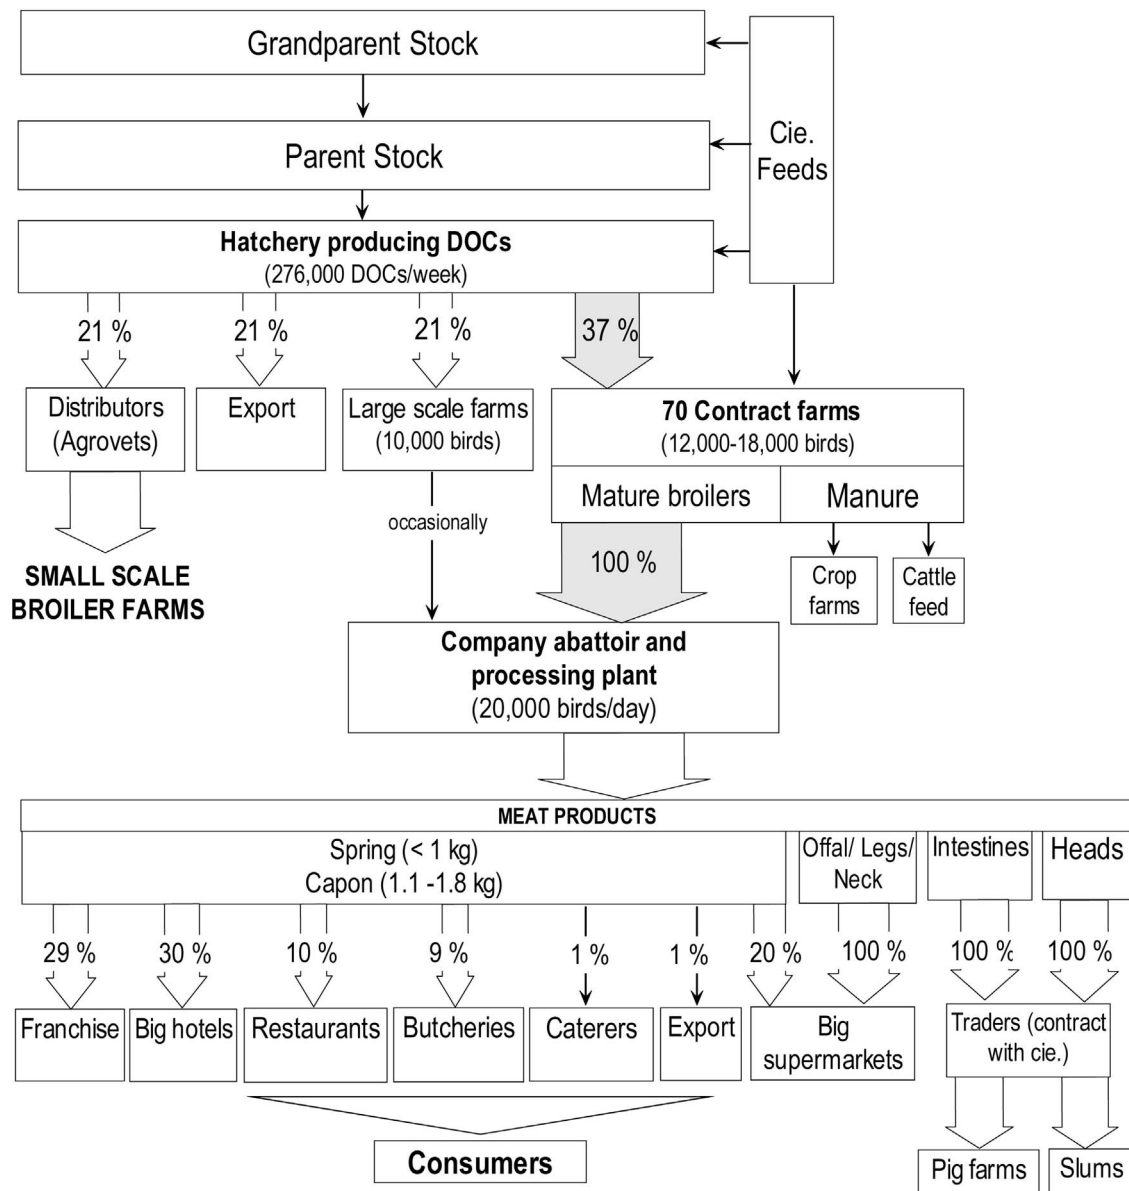 Grandparent Stock
Cie.
Feeds
Parent Stock
Hatchery producing DOCs
(276,000 DOCs/week)
21 %
21 %
21 %
37 %
Distributors
(Agrovets)
Export
Large scale farms
(10,000 birds)
70 Contract farms
(12,000-18,000 birds)
Mature broilers
Manure
occasionally
100 %
SMALL SCALE
BROILER FARMS
Crop
farms
Cattle
feed
Company abattoir and
processing plant
(20,000 birds/day)
MEAT PRODUCTS
Spring (< 1 kg)
Capon (1.1 -1.8 kg)
Offal/ Legs/
Neck
Intestines
Heads
29 %
30 %
10 %
9 %
1 %
1 %
20 %
100 %
100 %
100 %
Franchise
Big hotels
Restaurants
Butcheries
Caterers
Export
Big
supermarkets
Traders (contract
with cie.)
Consumers
Pig farms
Slums